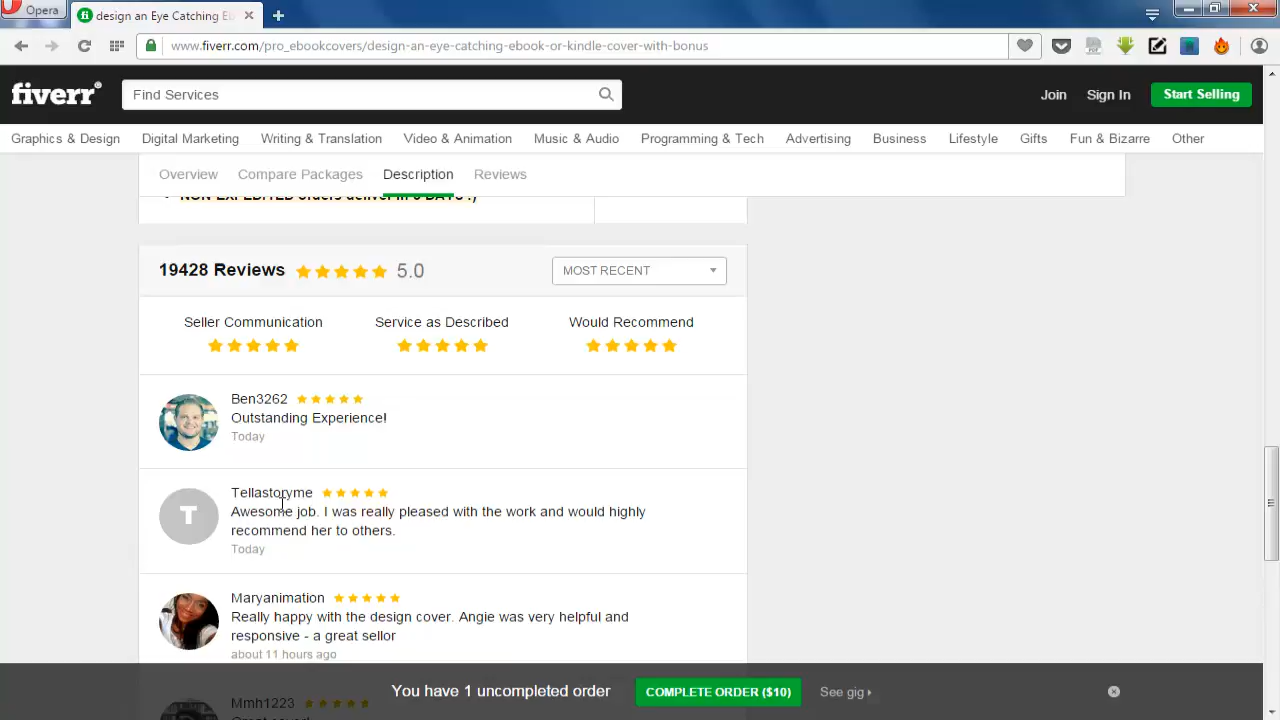 Opera
design an Eye Catching Eb
www.fiverr.com/pro_ebookcovers/design-an-eye-catching-ebook-or-kindle-cover-with-bonus
fiverr
Find Services
Join
Sign In
Start Selling
Graphics & Design
Digital Marketing
Writing & Translation
Video & Animation
Music & Audio
Programming & Tech
Advertising
Business
Lifestyle
Gifts
Fun & Bizarre
Other
Overview
Compare Packages
Description
Reviews
NON EXPEDITED orders deliver in
19428 Reviews
5.0
MOST RECENT
Seller Communication
Service as Described
Would Recommend
Ben3262
Outstanding Experience!
Today
T
Tellastoryme
Awesome job. I was really pleased with the work and would highly
recommend her to others.
Today
Maryanimation
Really happy with the design cover. Angie was very helpful and
responsive - a great sellor
about 11 hours ago
Mmh1223
You have 1 uncompleted order
COMPLETE ORDER ($10)
See gig